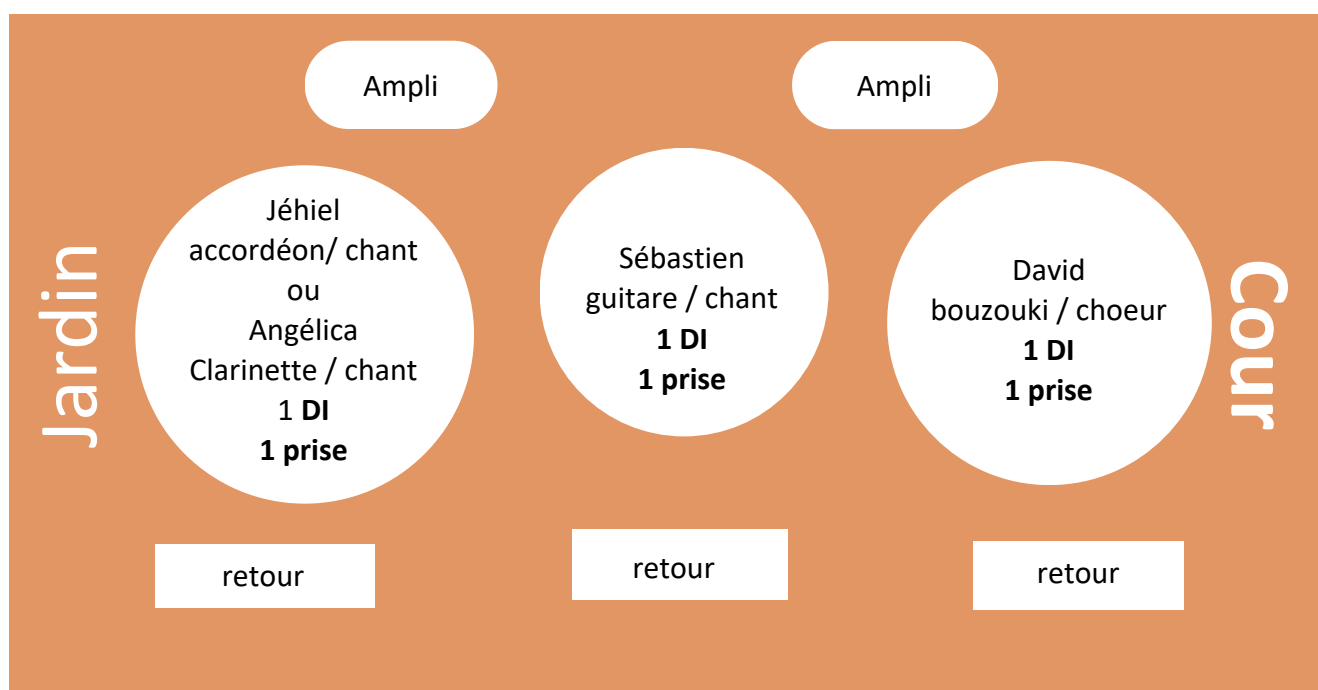 Ampli
Ampli
Jardin
Jéhiel
accordéon/ chant
ou
Angélica
Clarinette / chant
1 DI
1 prise
Sébastien
guitare / chant
1 DI
1 prise
David
bouzouki / choeur
1 DI
1 prise
Cour
retour
retour
retour